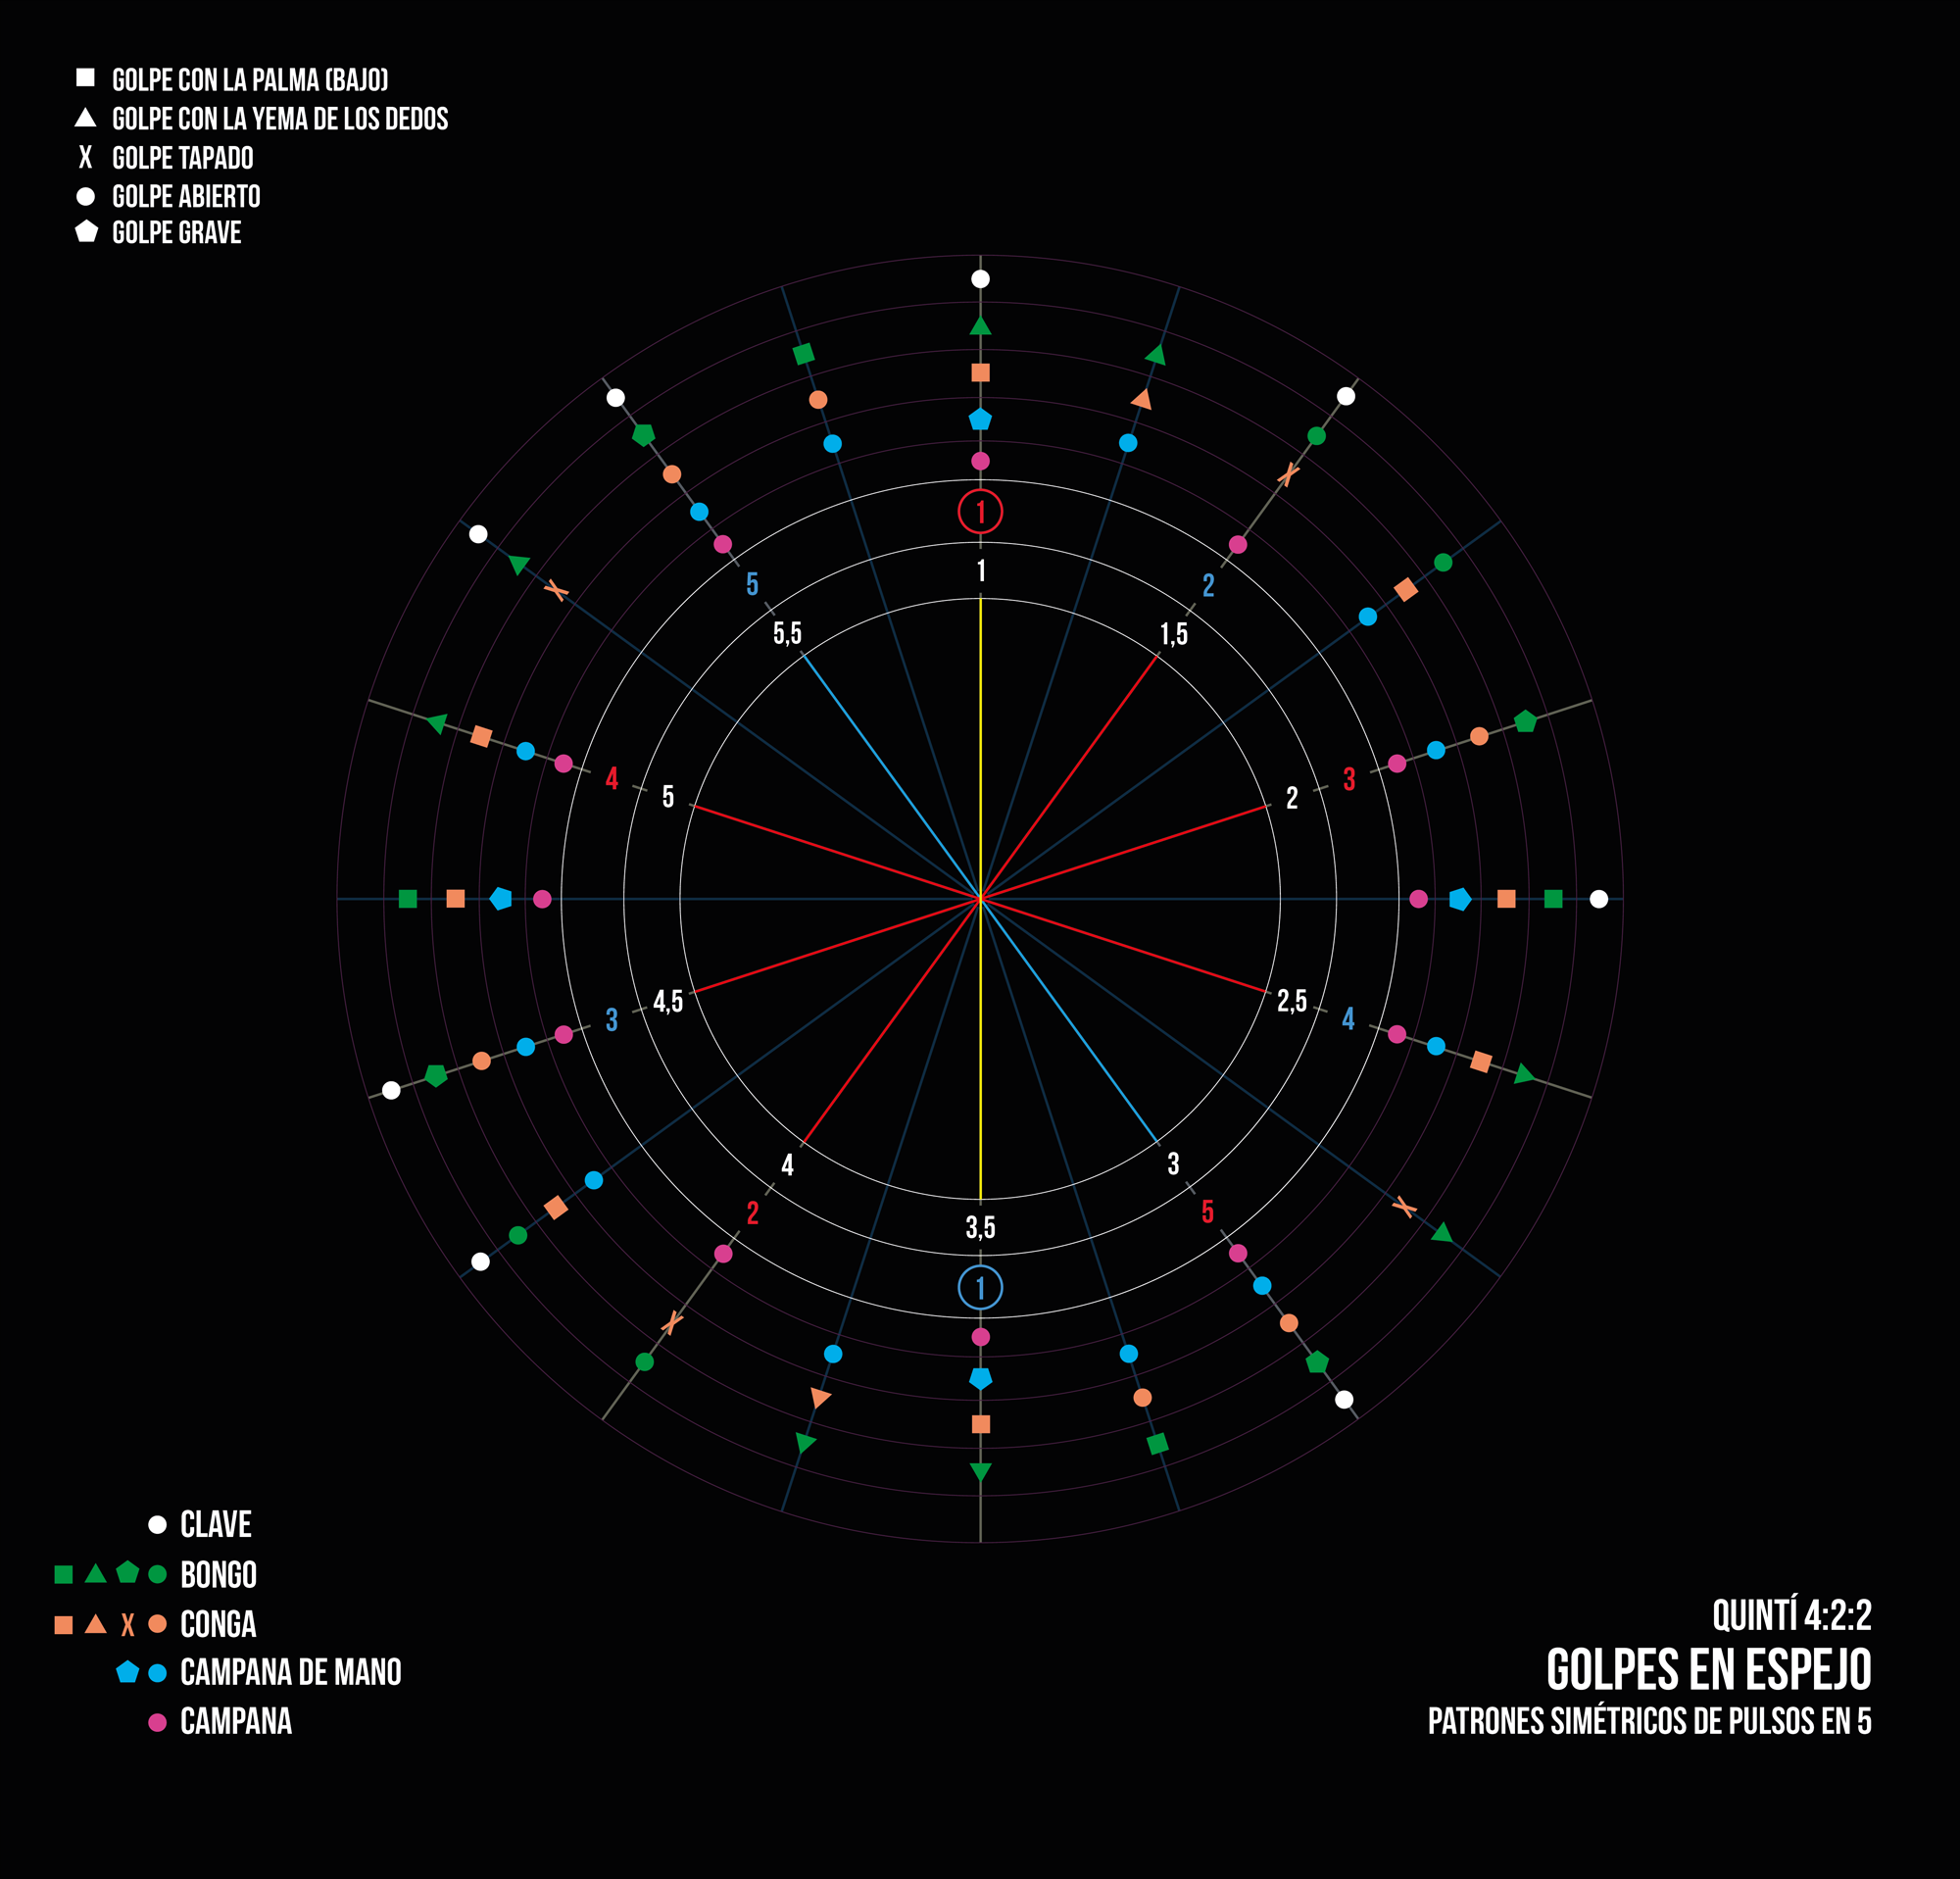 GOLPE CON LA PALMA (BAJO)
GOLPE CON LA YEMA DE LOS DEDOS
X GOLPE TAPADO
GOLPE ABIERTO
GOLPE GRAVE
1
1
5
2
5,5
1,5
4
3
5
2
4,5
2,5
3
4
4
3
2
5
3,5
1
CLAVE
BONGO
X CONGA
CAMPANA DE MANO
CAMPANA
QUINTÍ 4:2:2
GOLPES EN ESPEJO
PATRONES SIMÉTRICOS DE PULSOS EN 5